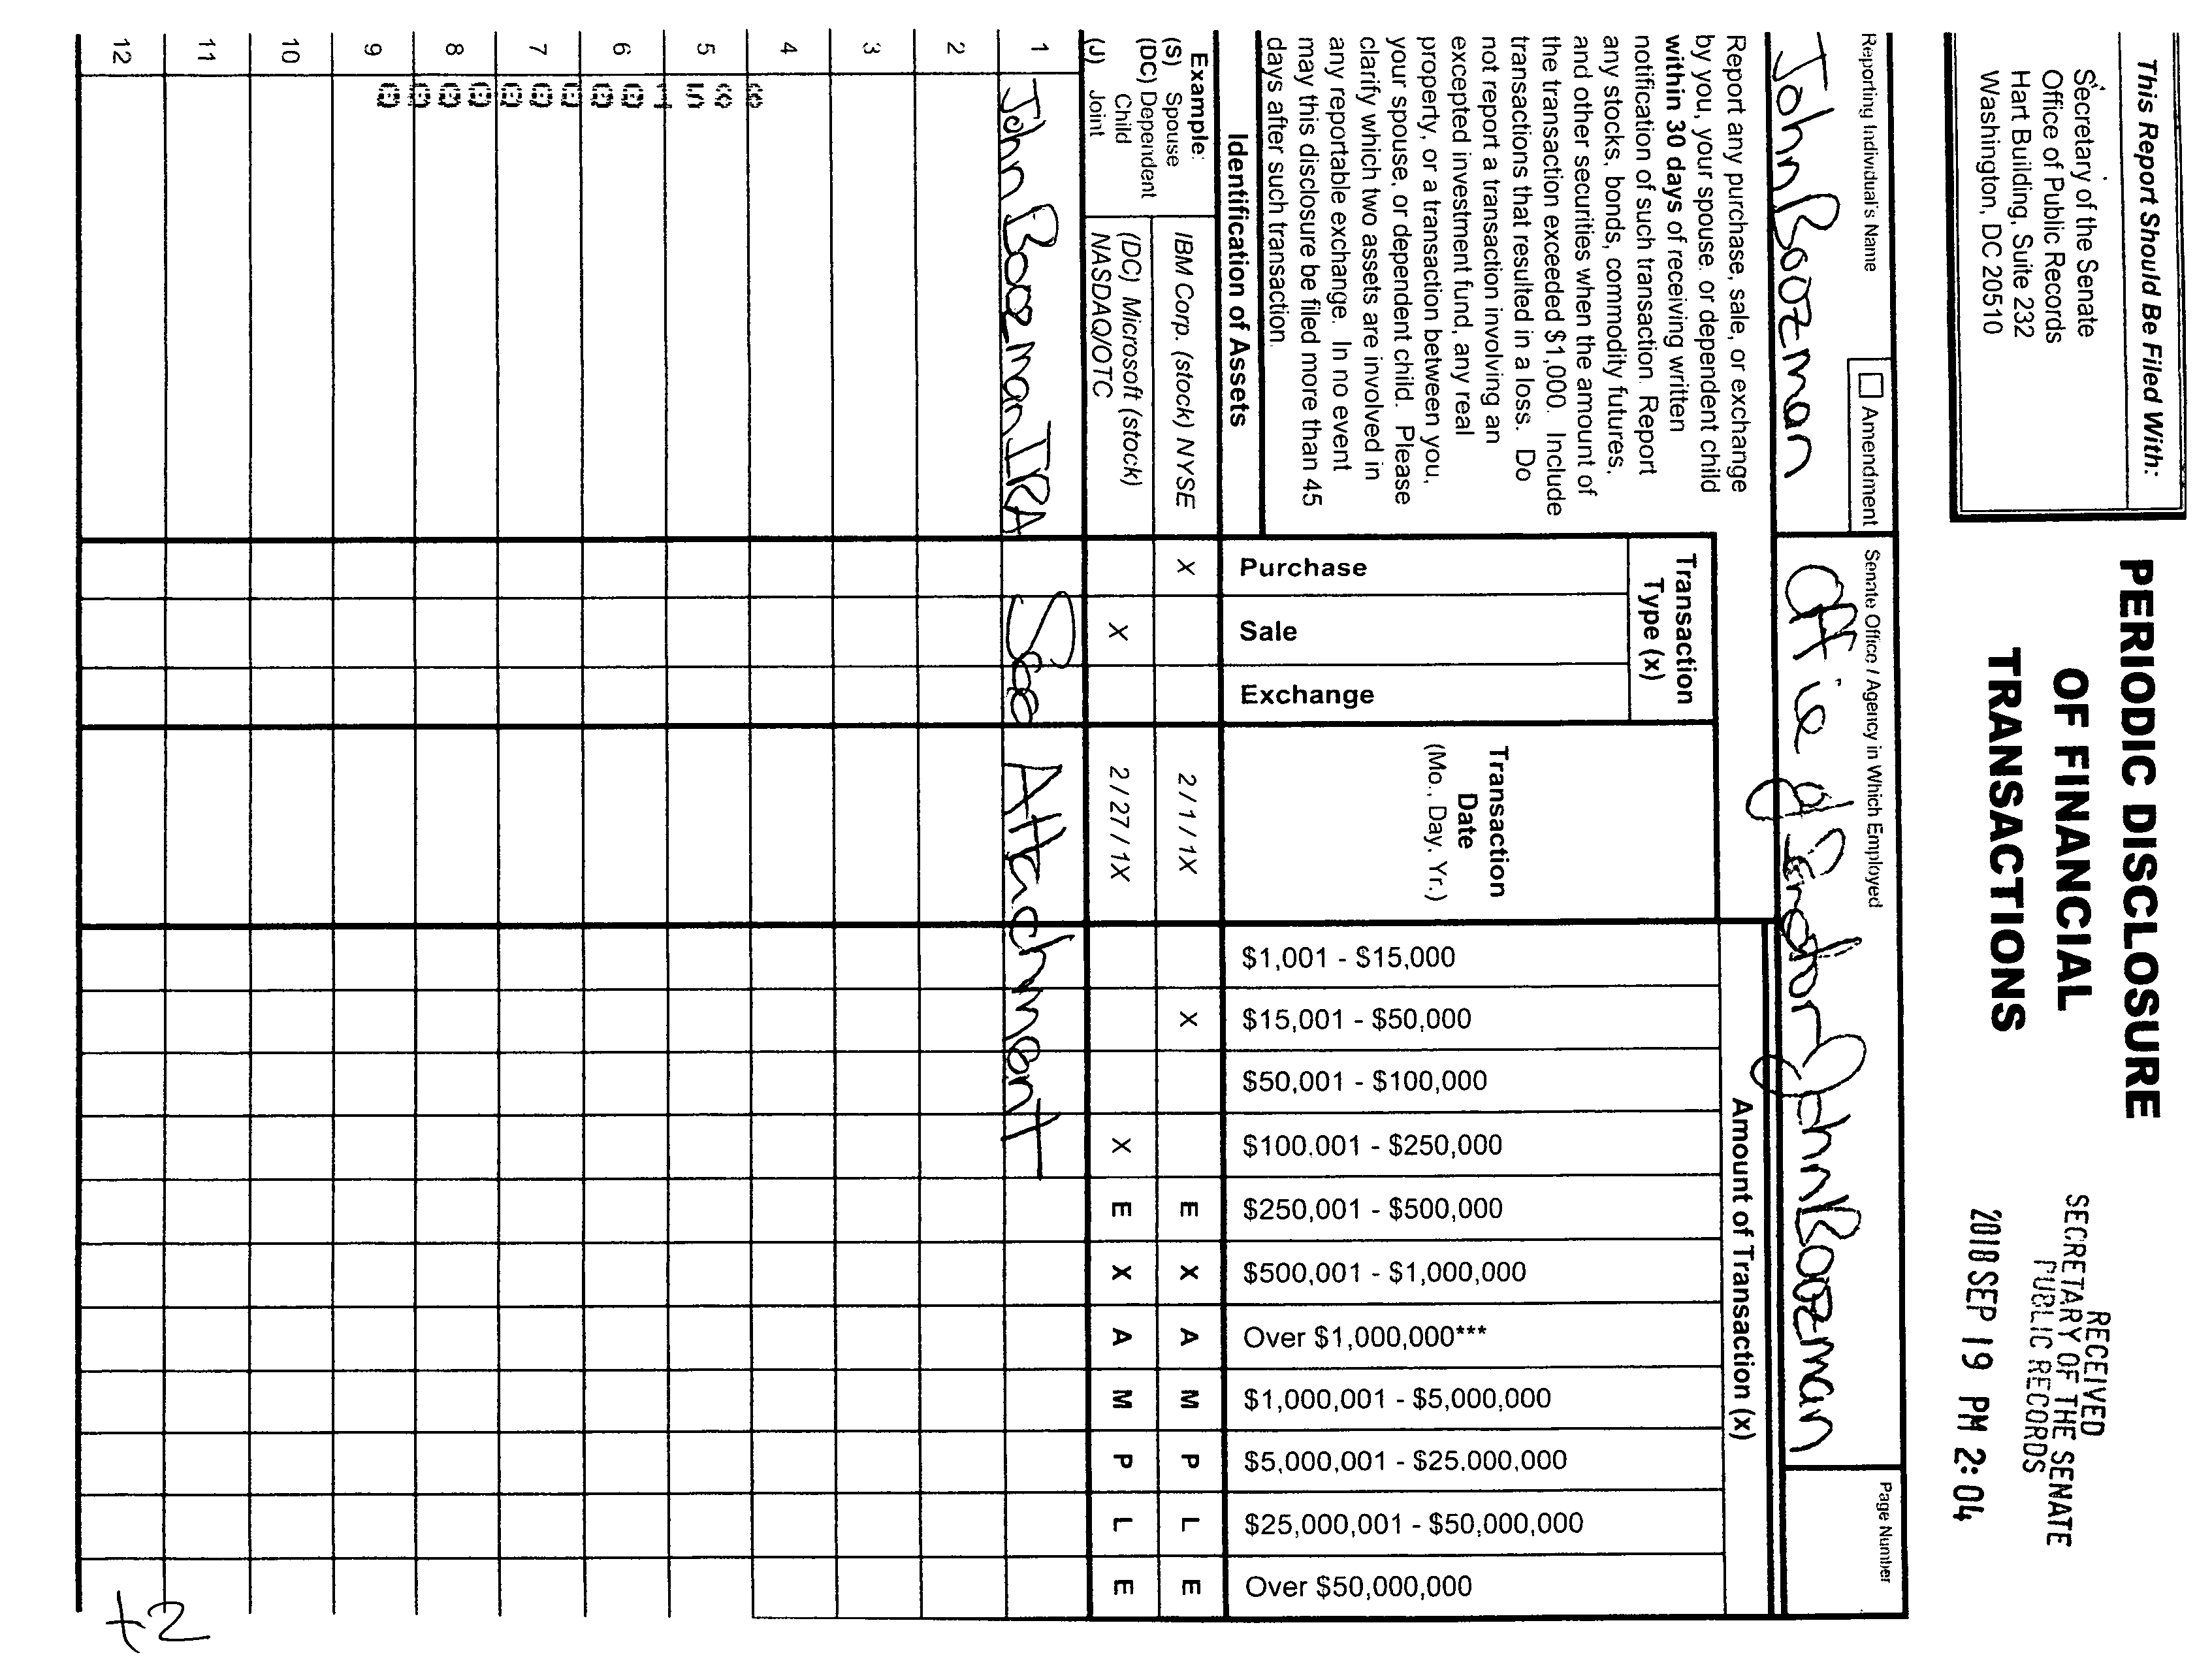 This Report Should Be Filed With:
Secretary of the Senate
Office of Public Records
Hart Building, Suite 232
Washington, DC 20510
PERIODIC DISCLOSURE
OF FINANCIAL
TRANSACTIONS
RECEIVED
SECRETARY OF THE SENATE
PUBLIC RECORDS
2018 SEP 19 PM 2:04
Reporting Individual's Name
John Boozman
Amendment
Senate Office / Agency in Which Employed
Office of Senator John Boozman
Page Number
Report any purchase, sale, or exchange
by you, your spouse, or dependent child
within 30 days of receiving written
notification of such transaction. Report
any stocks, bonds, commodity futures,
and other securities when the amount of
the transaction exceeded $1,000. Include
transactions that resulted in a loss. Do
not report a transaction involving an
excepted investment fund, any real
property, or a transaction between you,
your spouse, or dependent child. Please
clarify which two assets are involved in
any reportable exchange. In no event
may this disclosure be filed more than 45
days after such transaction.
Identification of Assets
Transaction
Type (x)
Purchase
Sale
Exchange
Transaction
Date
(Mo., Day, Yr.)
Amount of Transaction (x)
$1,001 - $15,000
$15,001 - $50,000
$50,001 - $100,000
$100,001 - $250,000
$250,001 - $500,000
$500,001 - $1,000,000
Over $1,000,000***
$1,000,001 - $5,000,000
$5,000,001 - $25,000,000
$25,000,001 - $50,000,000
Over $50,000,000
Example:
(S) Spouse
(DC) Dependent
Child
(J) Joint
IBM Corp. (stock) NYSE X 2/1/1X X E X A M P L E
(DC) Microsoft (stock)
NASDAQ/OTC X 2/27/1X X E X A M P L E
1 John Boozman IRA See Attachment
2
3
4
5
6
7
8
9
10
11
12
+2